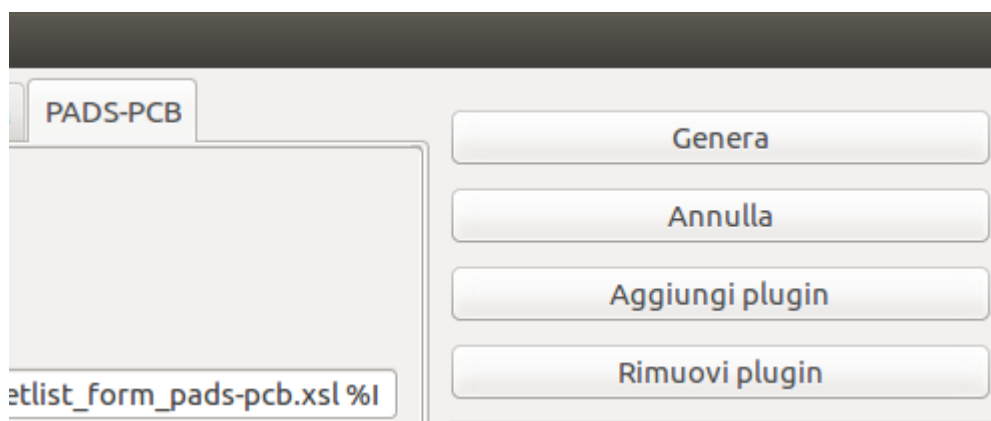 PADS-PCB
Genera
Annulla
Aggiungi plugin
Rimuovi plugin
etlist_form_pads-pcb.xsl %I